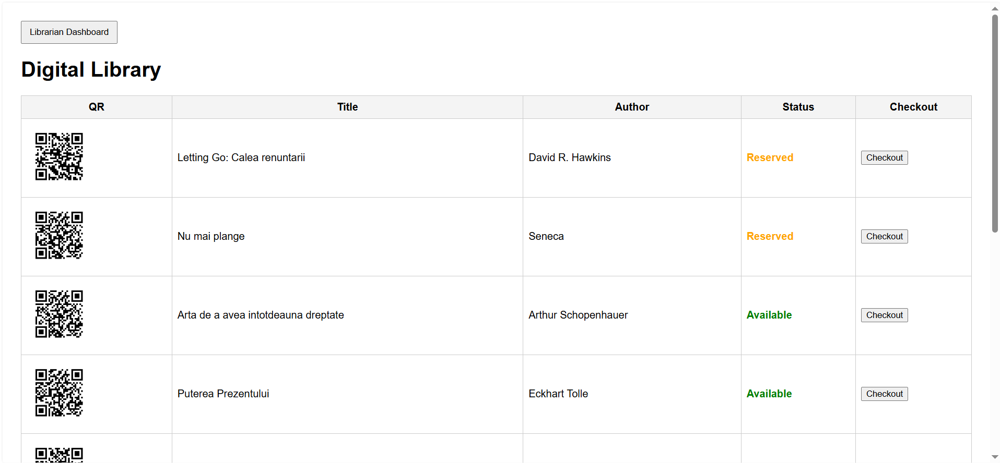 Librarian Dashboard
Digital Library
QR Title Author Status Checkout
Letting Go: Calea renuntarii David R. Hawkins Reserved Checkout
Nu mai plange Seneca Reserved Checkout
Arta de a avea intotdeauna dreptate Arthur Schopenhauer Available Checkout
Puterea Prezentului Eckhart Tolle Available Checkout